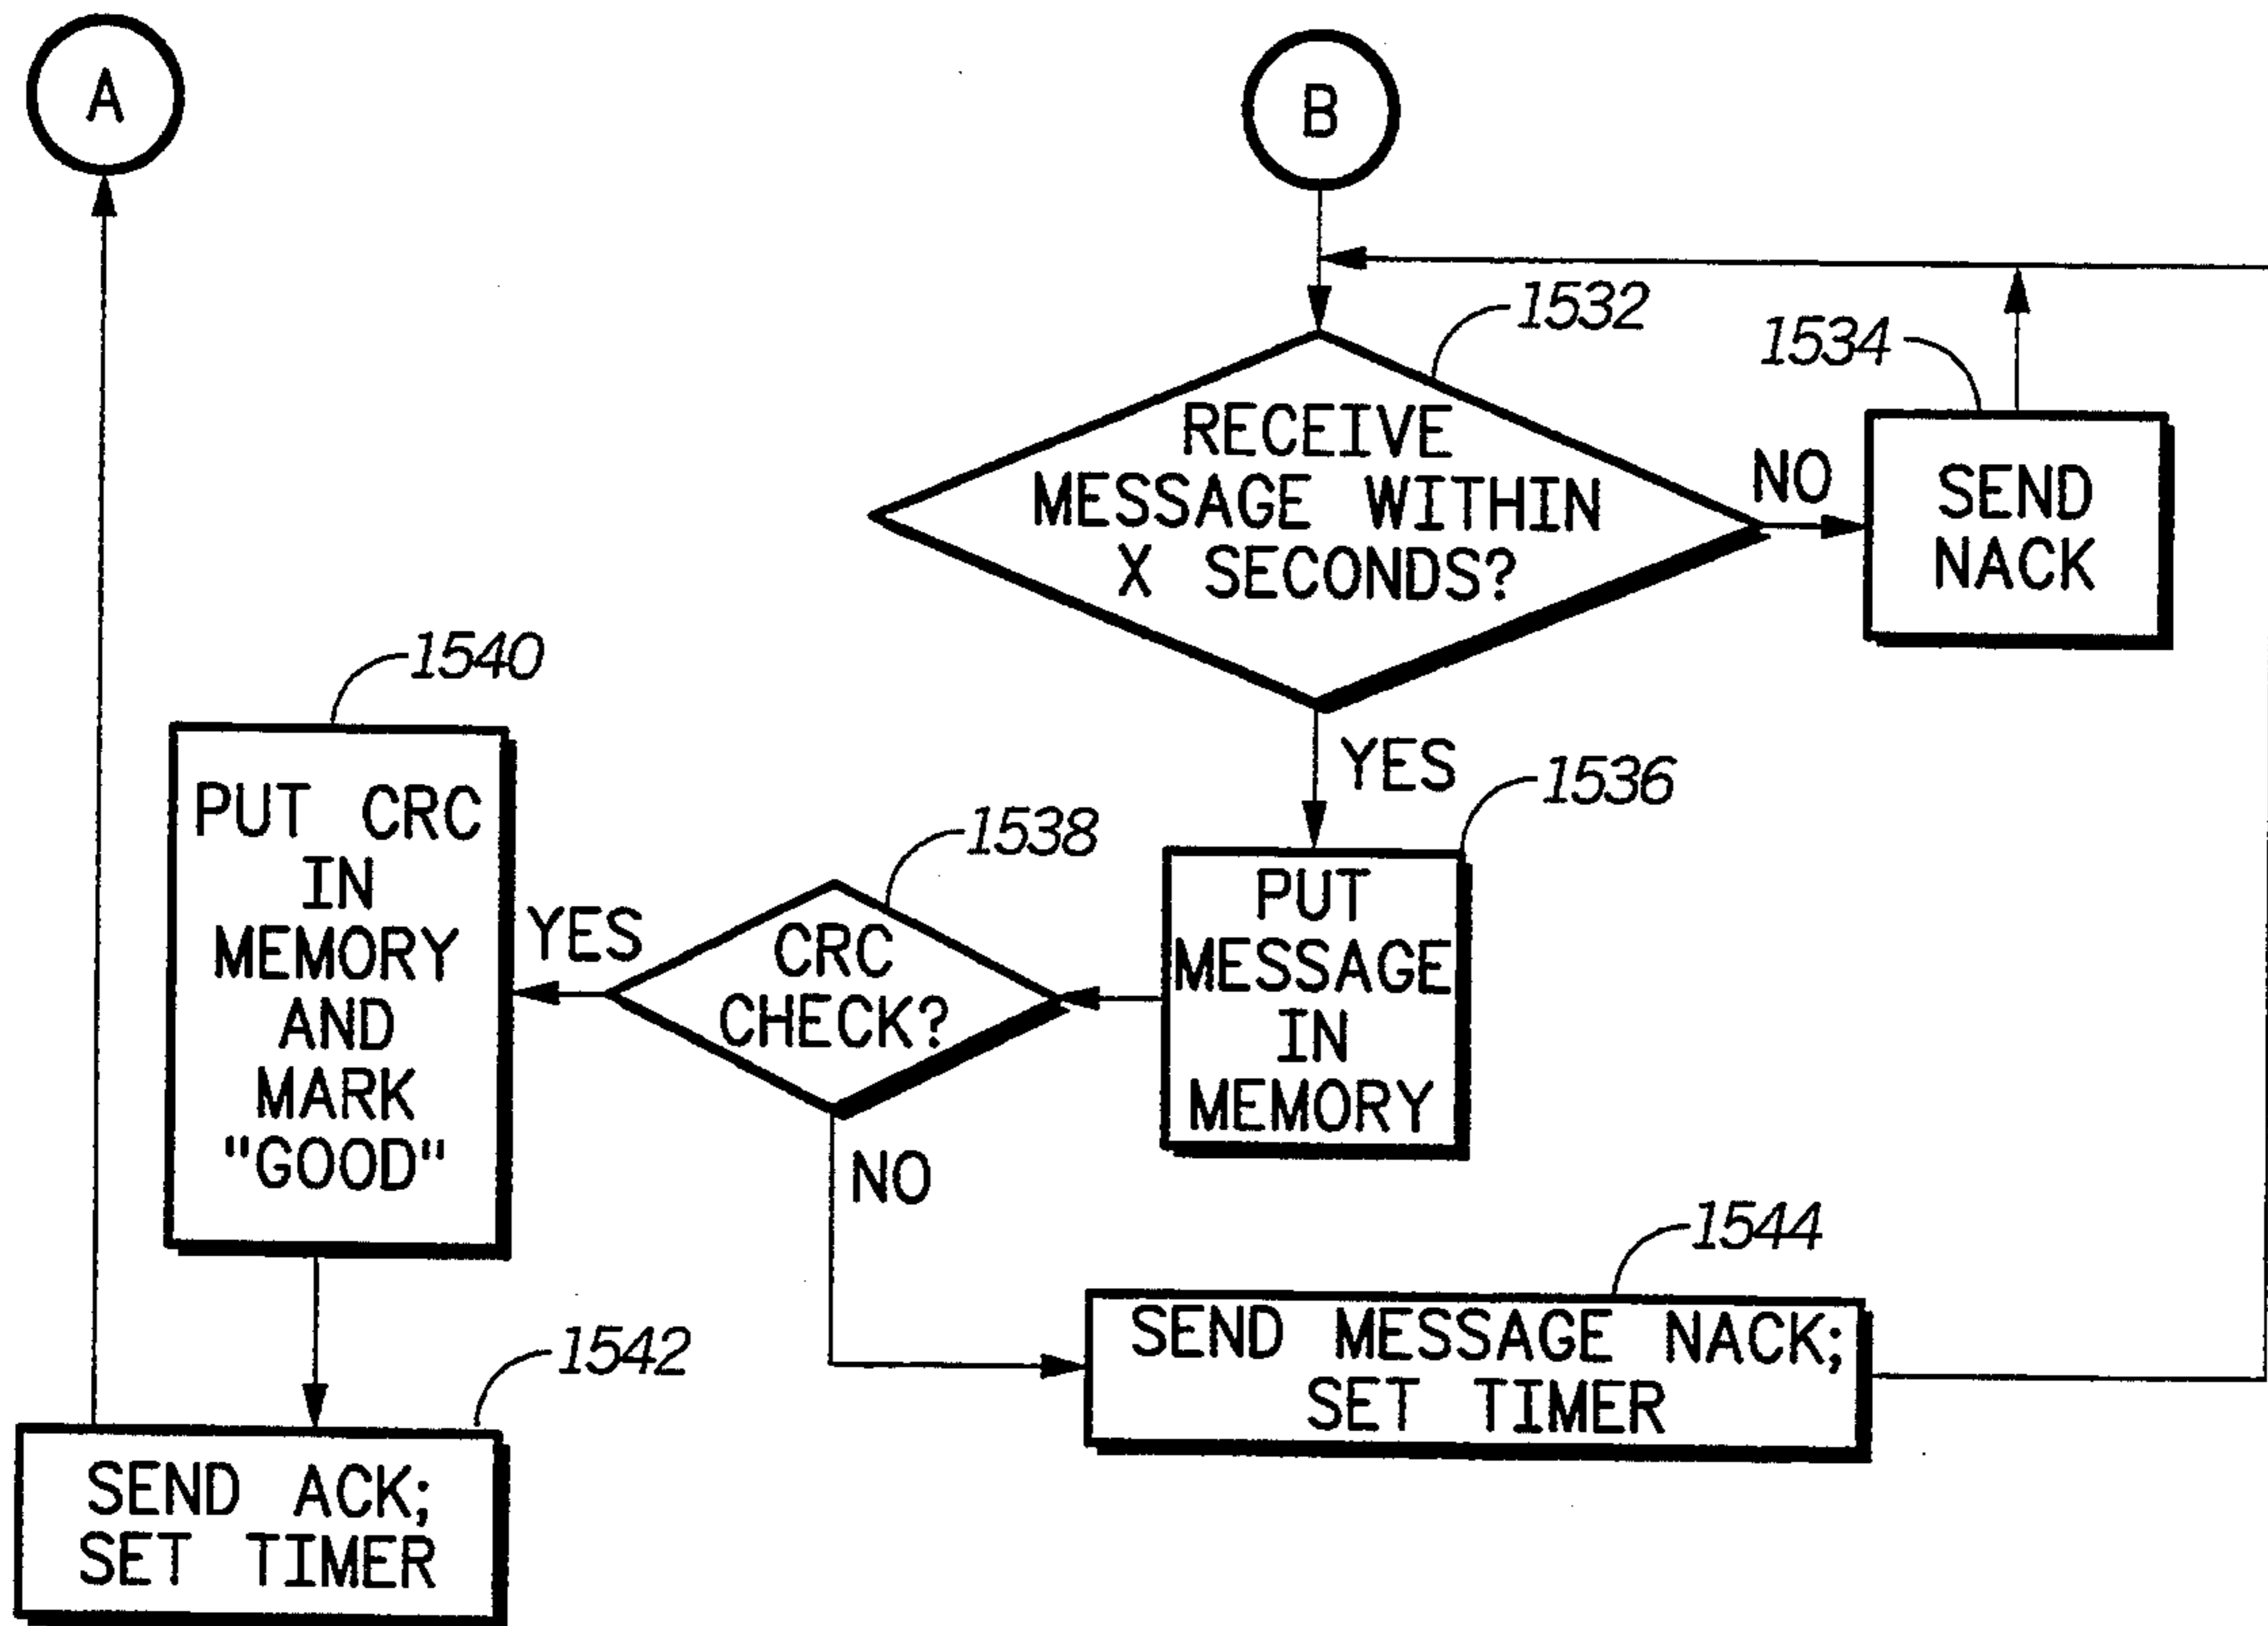 A
B
1532
1534
RECEIVE
MESSAGE WITHIN
X SECONDS?
NO
SEND
NACK
YES
1536
PUT
MESSAGE
IN
MEMORY
1538
CRC
CHECK?
YES
NO
1540
PUT CRC
IN
MEMORY
AND
MARK
"GOOD"
1542
SEND ACK;
SET TIMER
1544
SEND MESSAGE NACK;
SET TIMER